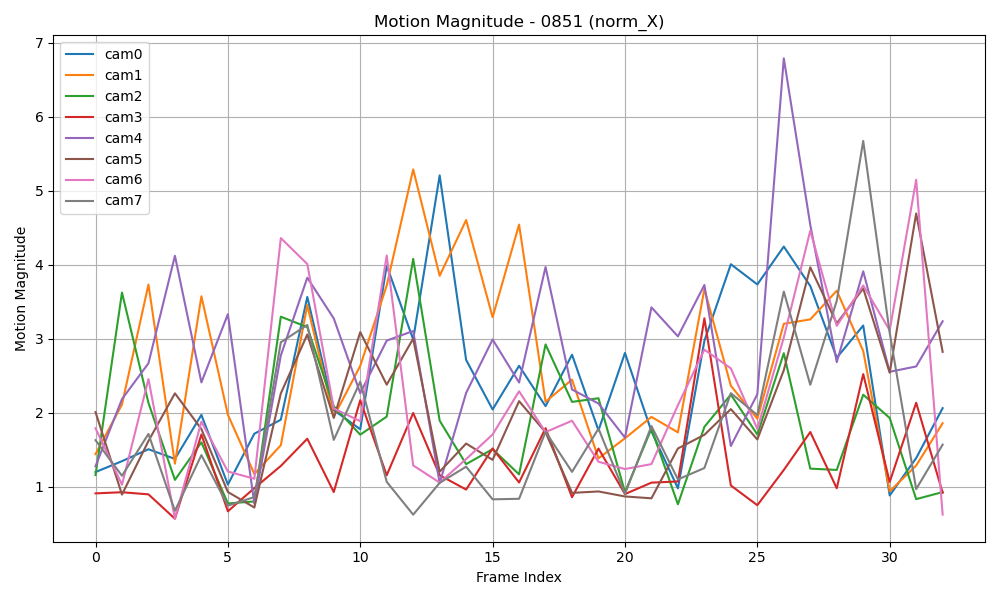 Motion Magnitude - 0851 (norm_X)
7
6
5
4
3
2
1
Motion Magnitude
cam0
cam1
cam2
cam3
cam4
cam5
cam6
cam7
0 5 10 15 20 25 30
Frame Index